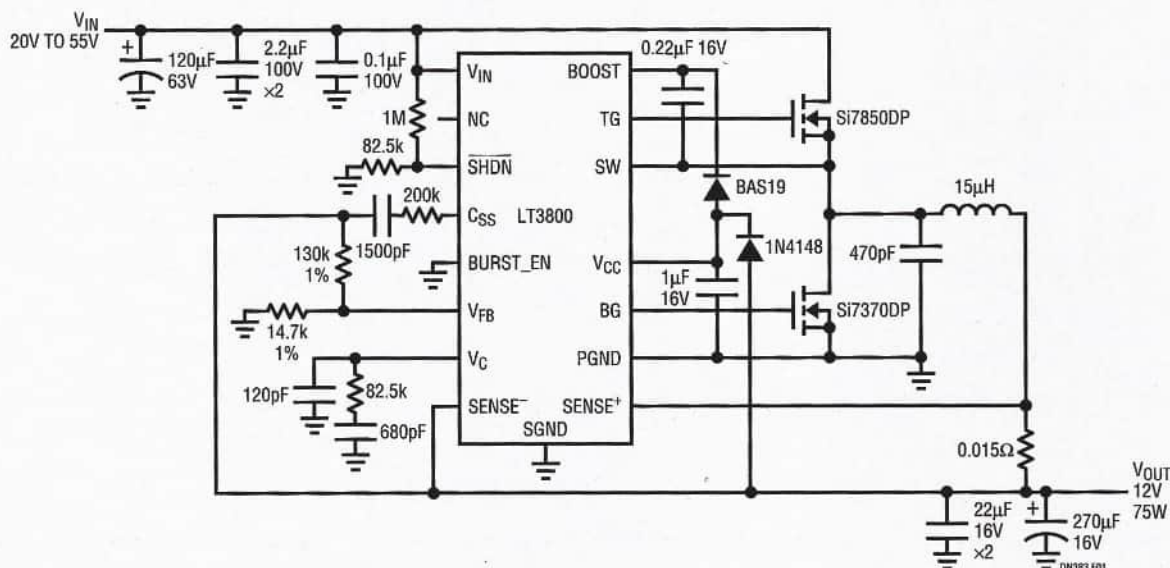 VIN
20V TO 55V
+
120µF
63V
2.2µF
100V
×2
0.1µF
100V
1M
82.5k
200k
1500pF
130k
1%
14.7k
1%
120pF
82.5k
680pF
VIN
NC
SHDN
CSS
BURST_EN
VFB
VC
SENSE–
SGND
LT3800
BOOST
TG
SW
VCC
BG
PGND
SENSE+
0.22µF 16V
BAS19
1N4148
1µF
16V
Si7850DP
15µH
470pF
Si7370DP
0.015Ω
VOUT
12V
75W
22µF
16V
×2
+
270µF
16V
DN383 F01